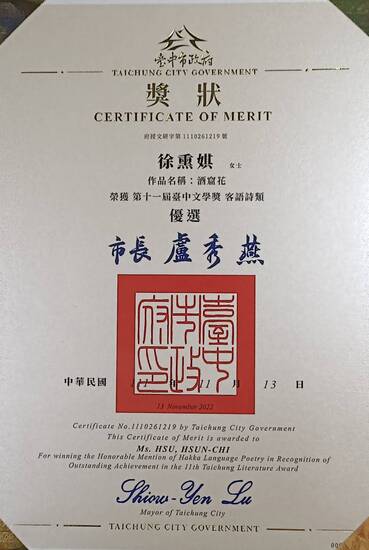 臺中市政府
TAICHUNG CITY GOVERNMENT
獎狀
CERTIFICATE OF MERIT
府授文研字第1110261219號
徐熏娸 女士
作品名稱：酒窟花
榮獲 第十一屆臺中文學獎 客語詩類
優選
市長 盧秀燕
臺中市政府印
中華民國 111 年 11 月 13 日
13 November 2022
Certificate No.1110261219 by Taichung City Government
This Certificate of Merit is awarded to
Ms. HSU, HSUN-CHI
For winning the Honorable Mention of Hakka Language Poetry in Recognition of
Outstanding Achievement in the 11th Taichung Literature Award
Shiow-Yen Lu
Mayor of Taichung City
TAICHUNG CITY GOVERNMENT